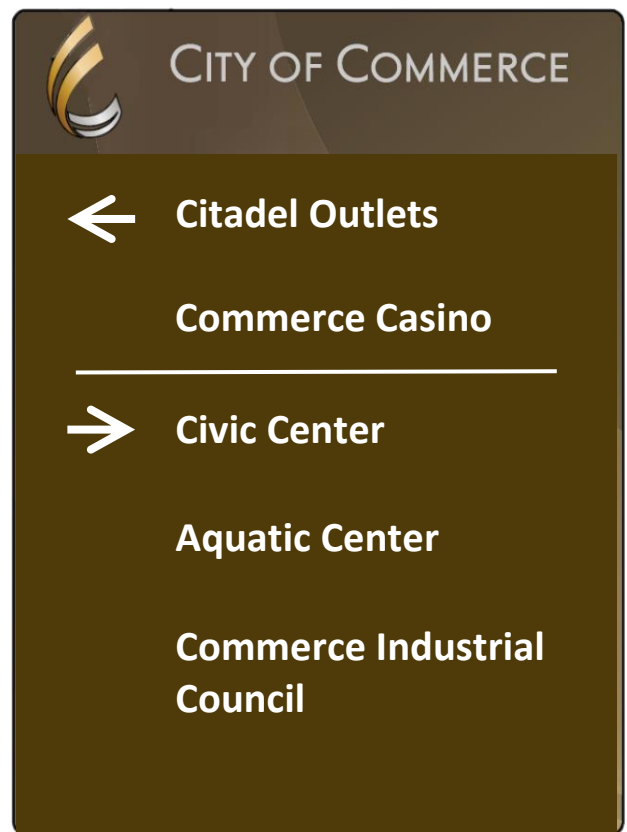 CITY OF COMMERCE
Citadel Outlets
Commerce Casino
Civic Center
Aquatic Center
Commerce Industrial
Council